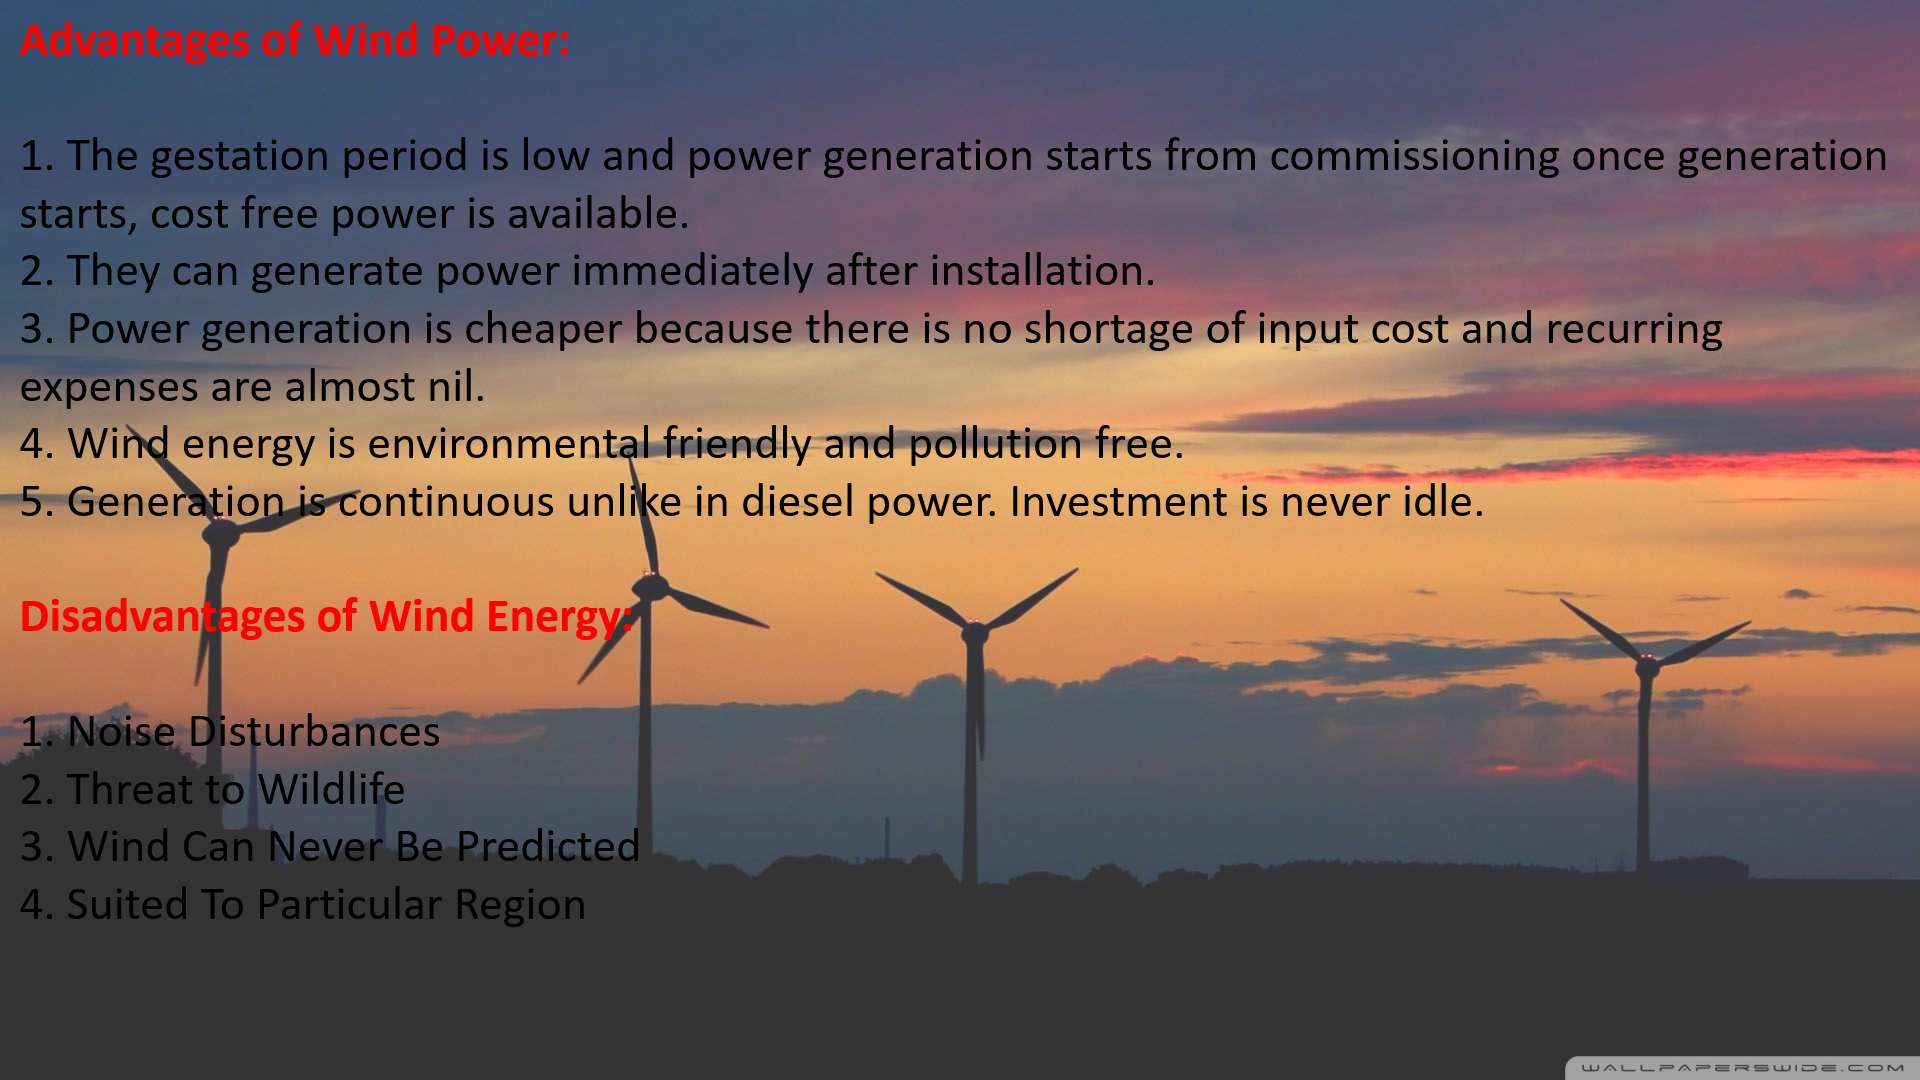 Advantages of Wind Power:
1. The gestation period is low and power generation starts from commissioning once generation
starts, cost free power is available.
2. They can generate power immediately after installation.
3. Power generation is cheaper because there is no shortage of input cost and recurring
expenses are almost nil.
4. Wind energy is environmental friendly and pollution free.
5. Generation is continuous unlike in diesel power. Investment is never idle.
Disadvantages of Wind Energy:
1. Noise Disturbances
2. Threat to Wildlife
3. Wind Can Never Be Predicted
4. Suited To Particular Region
WALLPAPERSWIDE.COM